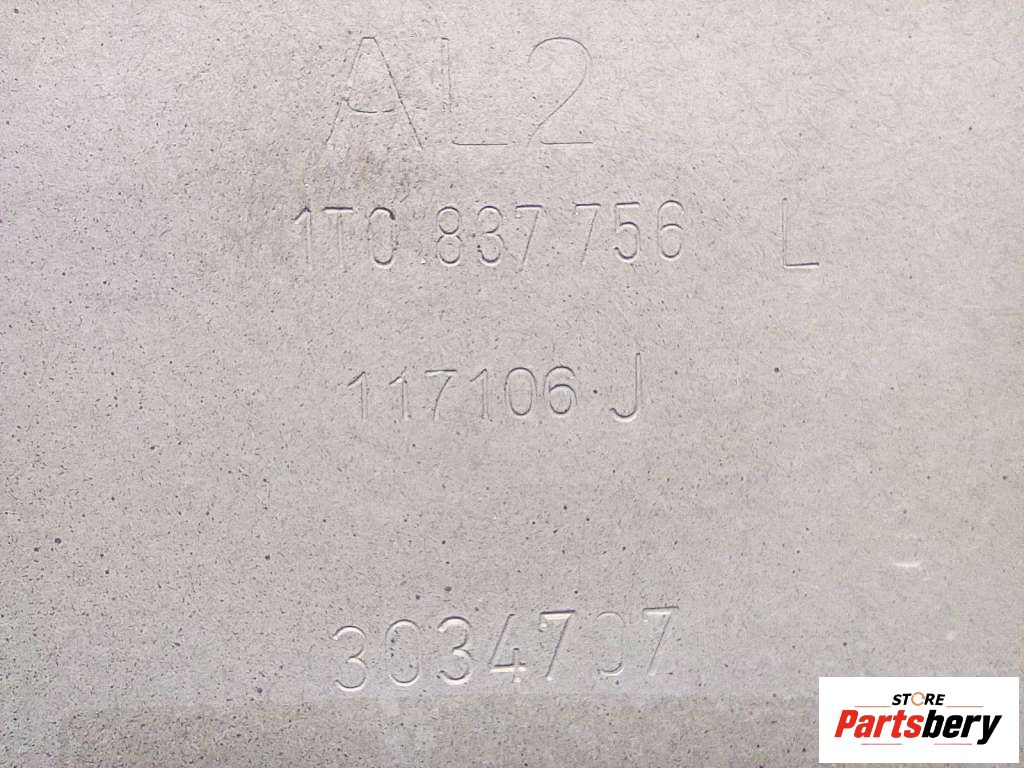 AL2
1T0.837 756 L
117106 J
3034707
STORE
Partsbery